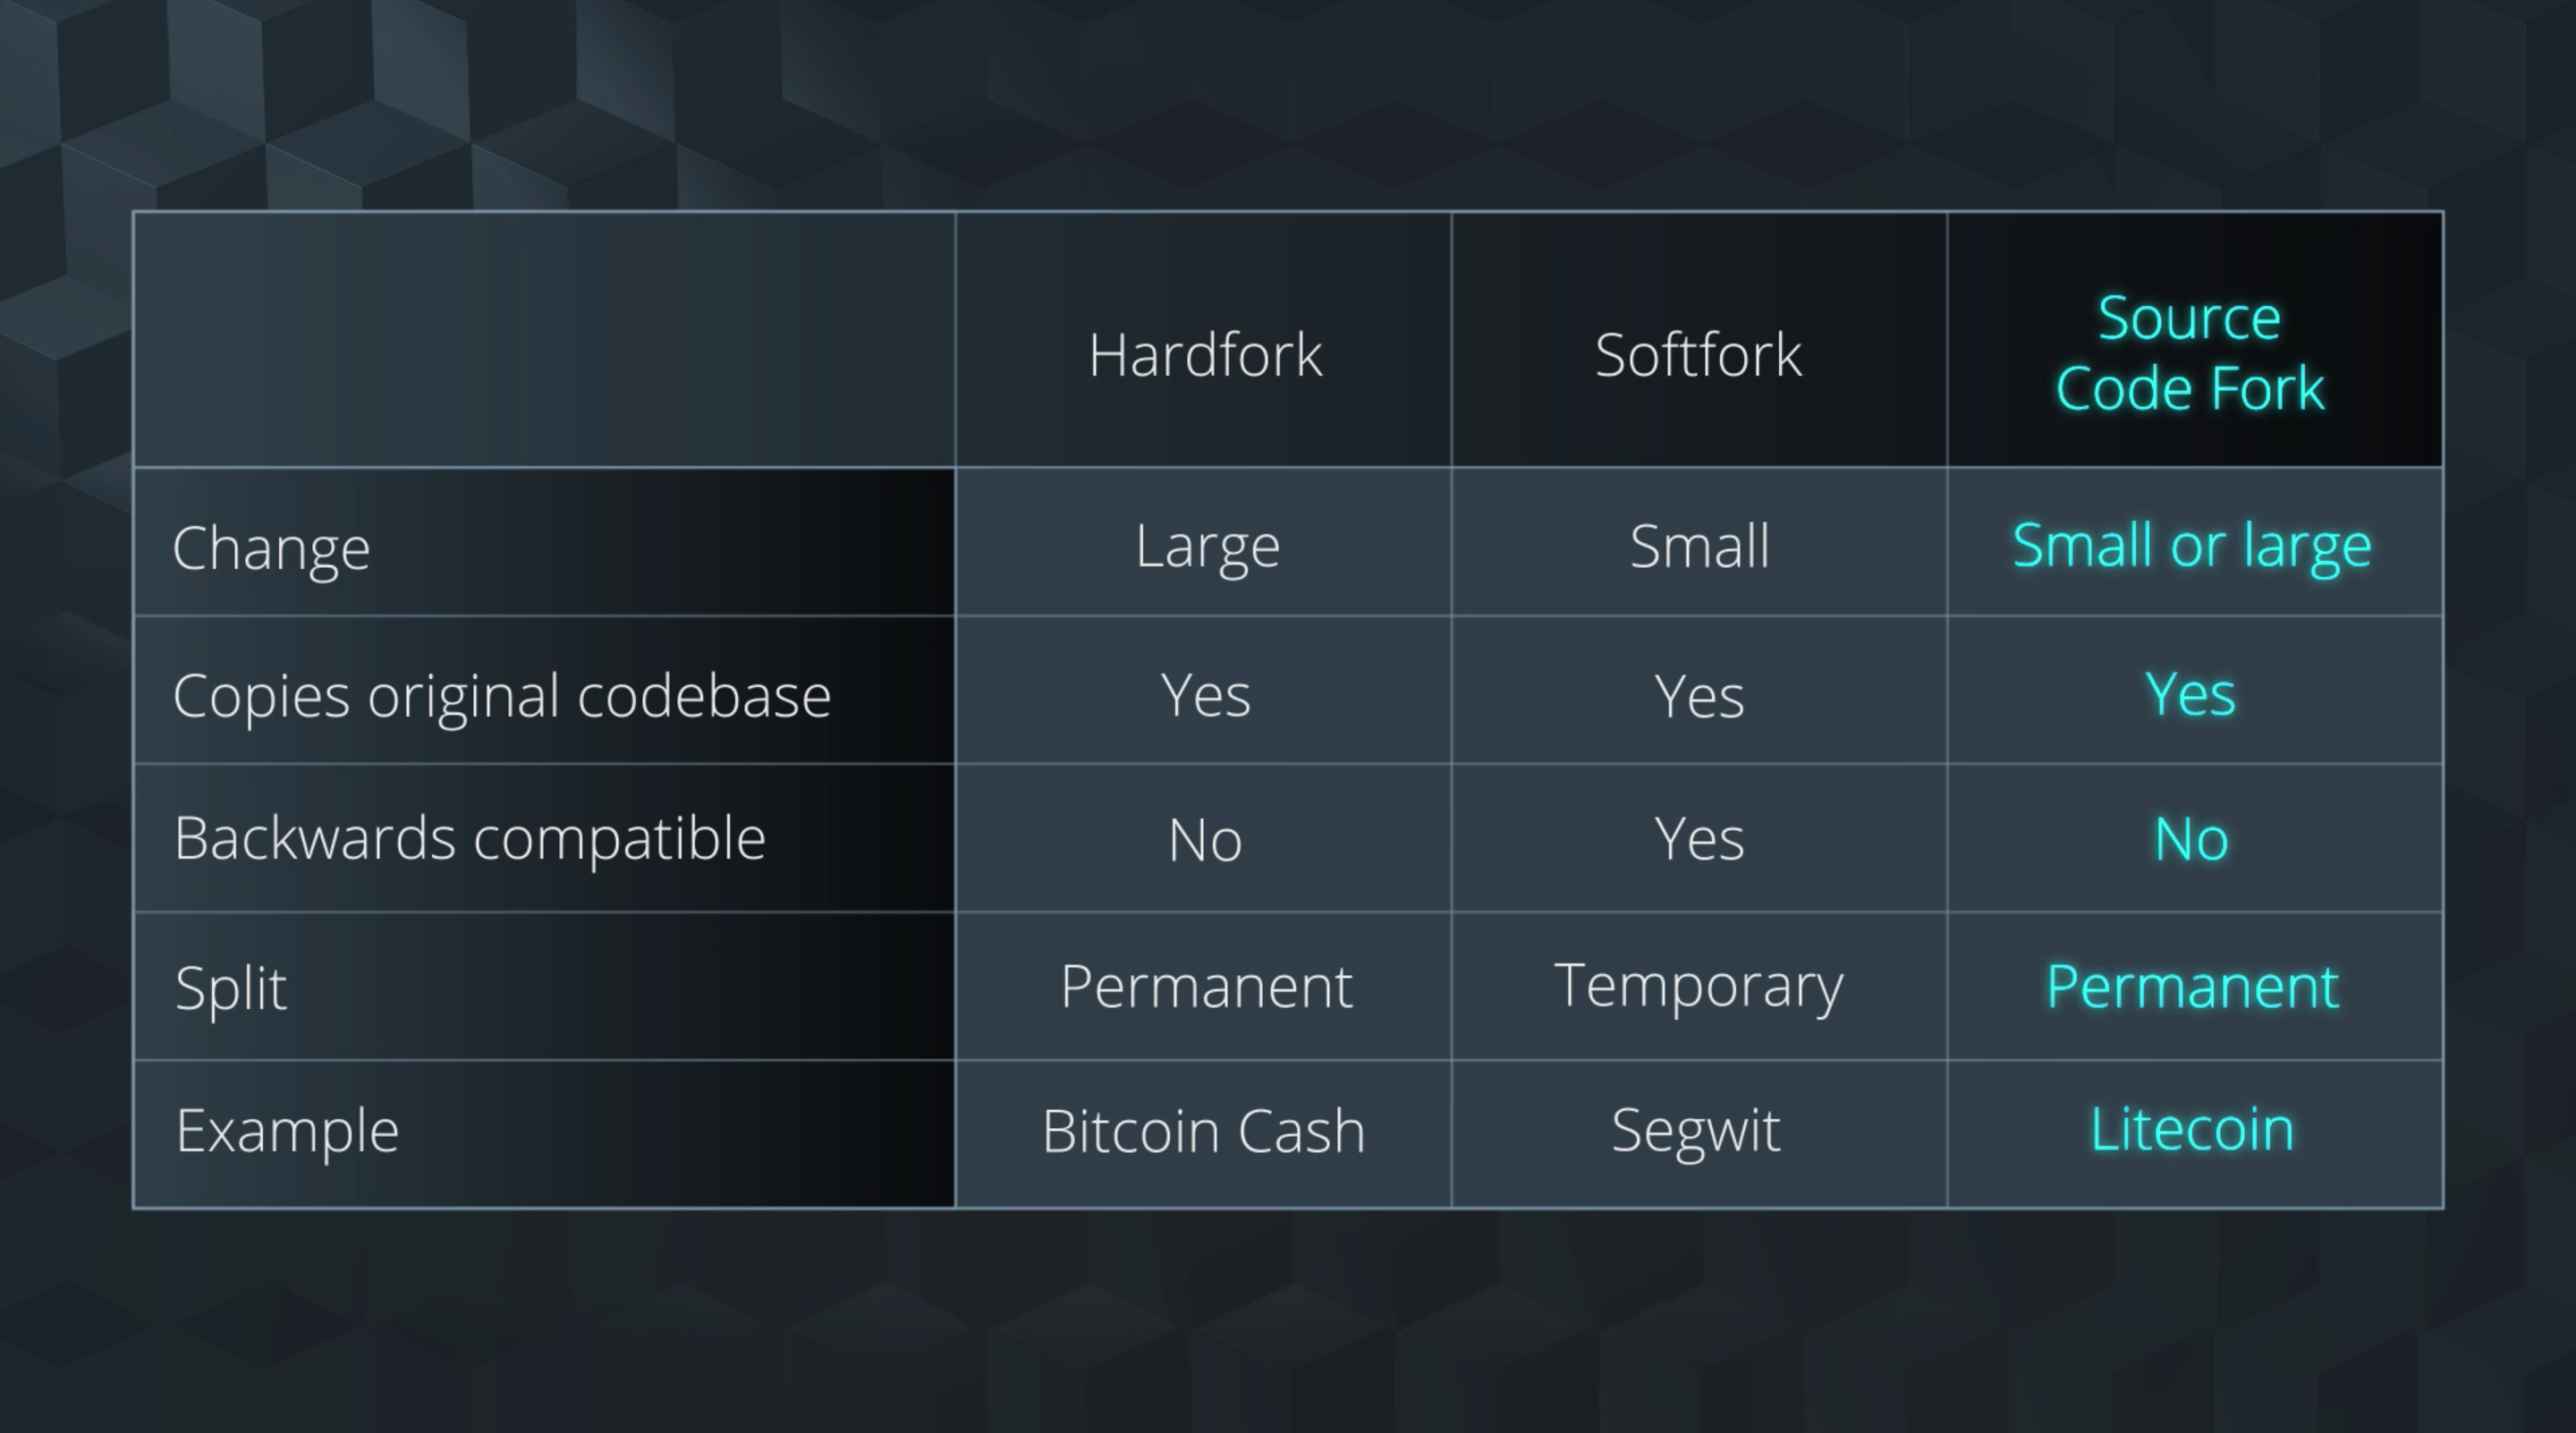 Hardfork Softfork Source
Code Fork
Change Large Small Small or large
Copies original codebase Yes Yes Yes
Backwards compatible No Yes No
Split Permanent Temporary Permanent
Example Bitcoin Cash Segwit Litecoin